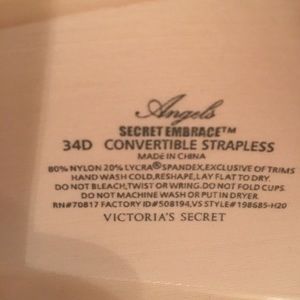 Angels
SECRET EMBRACE™
34D CONVERTIBLE STRAPLESS
MADE IN CHINA
80% NYLON 20% LYCRA® SPANDEX,EXCLUSIVE OF TRIMS
HAND WASH COLD,RESHAPE,LAY FLAT TO DRY.
DO NOT BLEACH,TWIST OR WRING.DO NOT FOLD CUPS.
DO NOT MACHINE WASH OR PUT IN DRYER.
RN#70817 FACTORY ID#508194,VS STYLE#198685-H20
VICTORIA'S SECRET